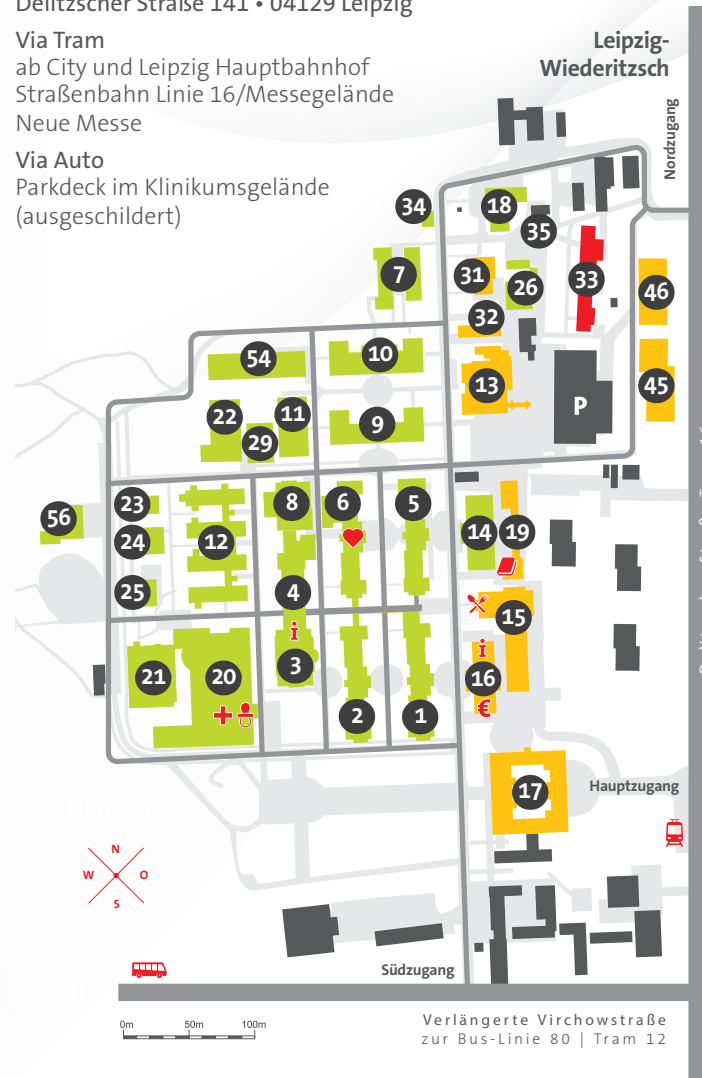 Delitzscher Straße 141 • 04129 Leipzig
Via Tram
ab City und Leipzig Hauptbahnhof
Straßenbahn Linie 16/Messegelände
Neue Messe
Via Auto
Parkdeck im Klinikumsgelände
(ausgeschildert)
Leipzig-
Wiederitzsch
Nordzugang
34
18
35
7
31
26
33
46
32
54
10
13
45
P
22
11
29
9
56
23
8
6
5
24
12
14
19
25
4
i
15
3
i
21
20
16
€
2
1
17
Hauptzugang
N
W
O
S
Südzugang
0m
50m
100m
Verlängerte Virchowstraße
zur Bus-Linie 80 | Tram 12